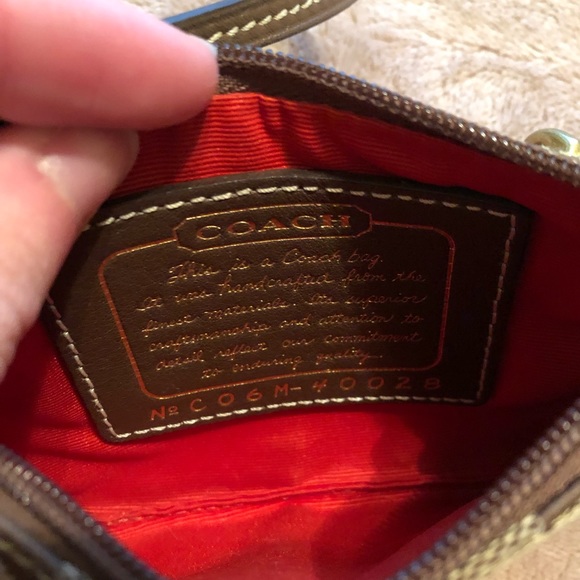 COACH
This is a Coach bag.
It was handcrafted from the
finest materials. Its superior
craftsmanship and attention to
detail reflect our commitment
to enduring quality.
Nº C06M-40028